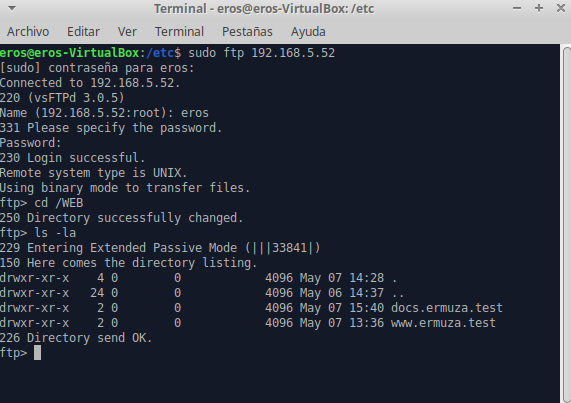 Terminal - eros@eros-VirtualBox: /etc
Archivo Editar Ver Terminal Pestañas Ayuda
eros@eros-VirtualBox:/etc$ sudo ftp 192.168.5.52
[sudo] contraseña para eros:
Connected to 192.168.5.52.
220 (vsFTPd 3.0.5)
Name (192.168.5.52:root): eros
331 Please specify the password.
Password:
230 Login successful.
Remote system type is UNIX.
Using binary mode to transfer files.
ftp> cd /WEB
250 Directory successfully changed.
ftp> ls -la
229 Entering Extended Passive Mode (|||33841|)
150 Here comes the directory listing.
drwxr-xr-x    4 0        0            4096 May 07 14:28 .
drwxr-xr-x   24 0        0            4096 May 06 14:37 ..
drwxr-xr-x    2 0        0            4096 May 07 15:40 docs.ermuza.test
drwxr-xr-x    2 0        0            4096 May 07 13:36 www.ermuza.test
226 Directory send OK.
ftp>